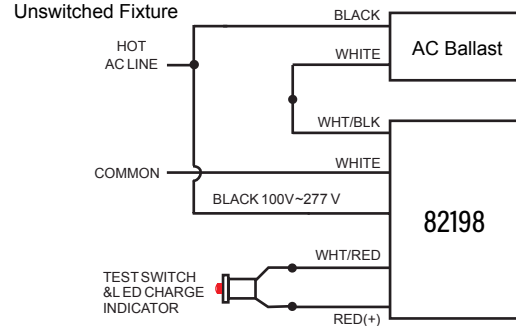 Unswitched Fixture
BLACK
HOT
AC LINE
AC Ballast
WHITE
WHT/BLK
WHITE
COMMON
BLACK 100V~277 V
82198
WHT/RED
TEST SWITCH
&LED CHARGE
INDICATOR
RED(+)